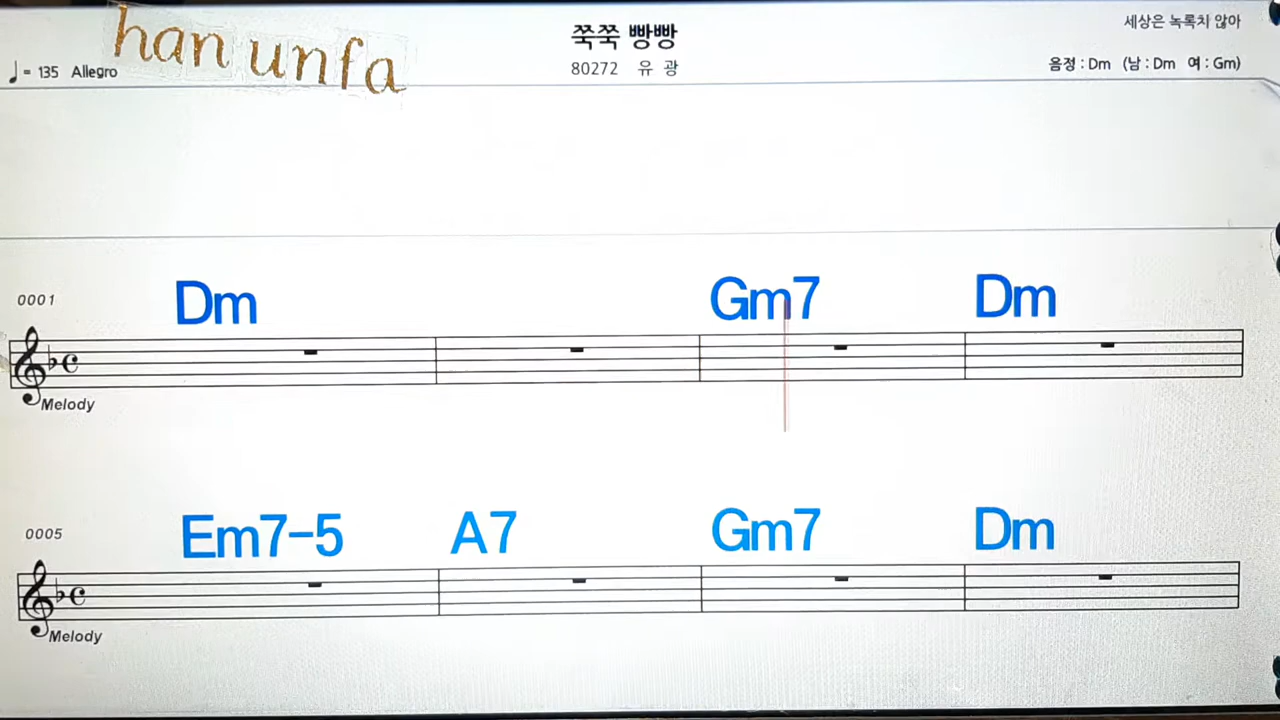 han unfa
쭉쭉 빵빵
세상은 녹록치 않아
♩= 135 Allegro
80272 유 광
음정 : Dm (남 : Dm 여 : Gm)
0001
Dm Gm7 Dm
Melody
0005
Em7-5 A7 Gm7 Dm
Melody